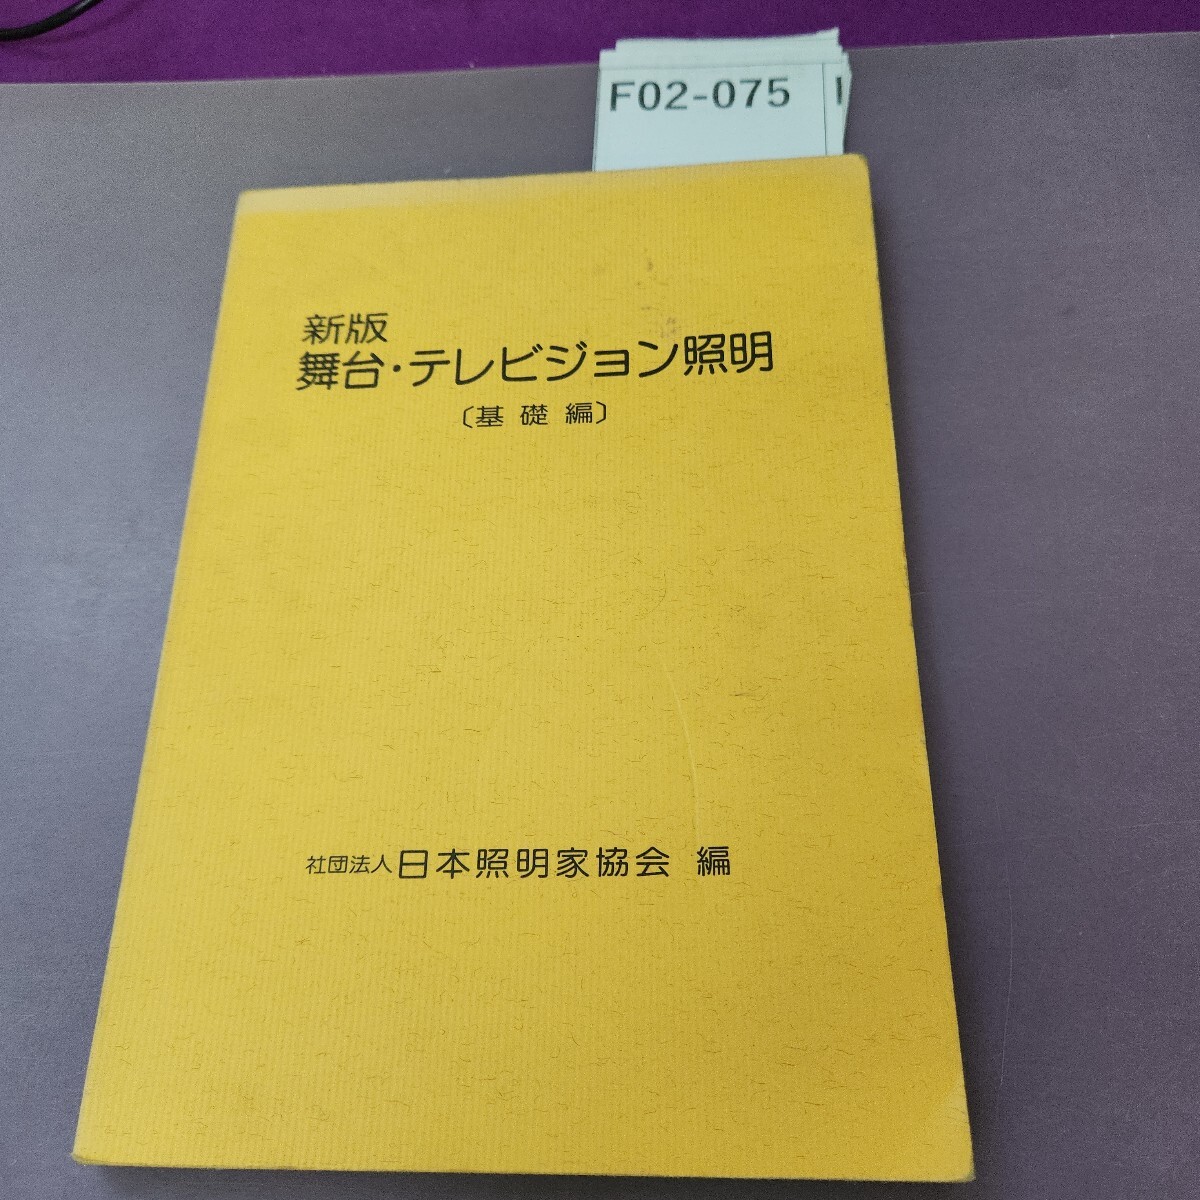 F02-075
新版
舞台・テレビジョン照明
〔基礎編〕
社団法人 日本照明家協会 編